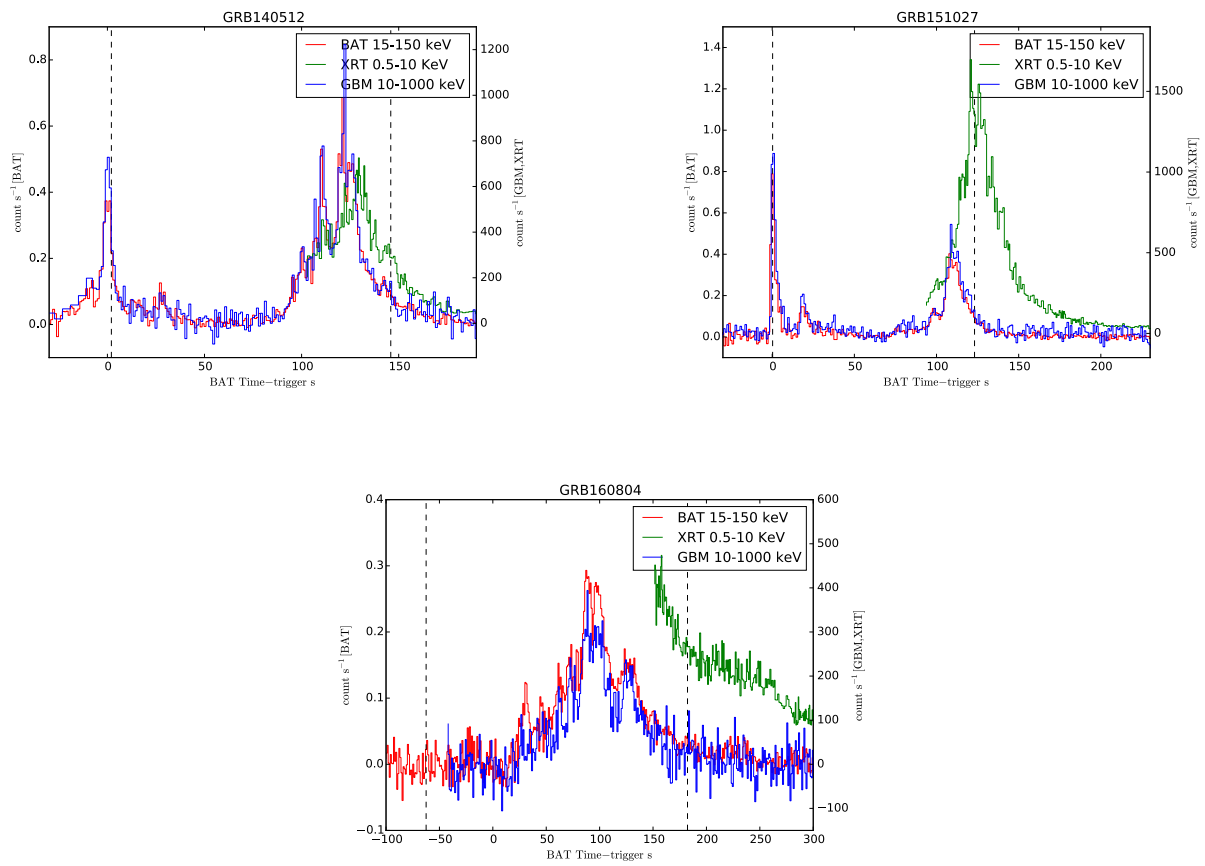 GRB140512
BAT 15-150 keV
XRT 0.5-10 KeV
GBM 10-1000 keV
0.8
0.6
0.4
0.2
0.0
count s⁻¹[BAT]
1200
1000
800
600
400
200
0
count s⁻¹[GBM,XRT]
0 50 100 150
BAT Time−trigger s
GRB151027
BAT 15-150 keV
XRT 0.5-10 KeV
GBM 10-1000 keV
1.4
1.2
1.0
0.8
0.6
0.4
0.2
0.0
count s⁻¹[BAT]
1500
1000
500
0
count s⁻¹[GBM,XRT]
0 50 100 150 200
BAT Time−trigger s
GRB160804
BAT 15-150 keV
XRT 0.5-10 KeV
GBM 10-1000 keV
0.4
0.3
0.2
0.1
0.0
−0.1
count s⁻¹[BAT]
600
500
400
300
200
100
0
−100
count s⁻¹[GBM,XRT]
−100 −50 0 50 100 150 200 250 300
BAT Time−trigger s